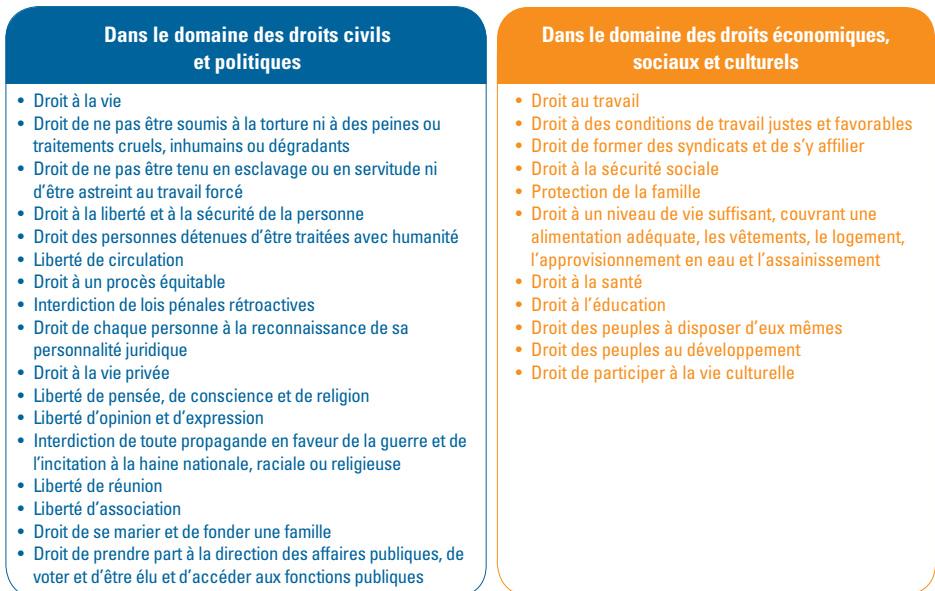 Dans le domaine des droits civils
et politiques
• Droit à la vie
• Droit de ne pas être soumis à la torture ni à des peines ou
traitements cruels, inhumains ou dégradants
• Droit de ne pas être tenu en esclavage ou en servitude ni
d’être astreint au travail forcé
• Droit à la liberté et à la sécurité de la personne
• Droit des personnes détenues d’être traitées avec humanité
• Liberté de circulation
• Droit à un procès équitable
• Interdiction de lois pénales rétroactives
• Droit de chaque personne à la reconnaissance de sa
personnalité juridique
• Droit à la vie privée
• Liberté de pensée, de conscience et de religion
• Liberté d’opinion et d’expression
• Interdiction de toute propagande en faveur de la guerre et de
l’incitation à la haine nationale, raciale ou religieuse
• Liberté de réunion
• Liberté d’association
• Droit de se marier et de fonder une famille
• Droit de prendre part à la direction des affaires publiques, de
voter et d’être élu et d’accéder aux fonctions publiques
Dans le domaine des droits économiques,
sociaux et culturels
• Droit au travail
• Droit à des conditions de travail justes et favorables
• Droit de former des syndicats et de s’y affilier
• Droit à la sécurité sociale
• Protection de la famille
• Droit à un niveau de vie suffisant, couvrant une
alimentation adéquate, les vêtements, le logement,
l’approvisionnement en eau et l’assainissement
• Droit à la santé
• Droit à l’éducation
• Droit des peuples à disposer d’eux mêmes
• Droit des peuples au développement
• Droit de participer à la vie culturelle